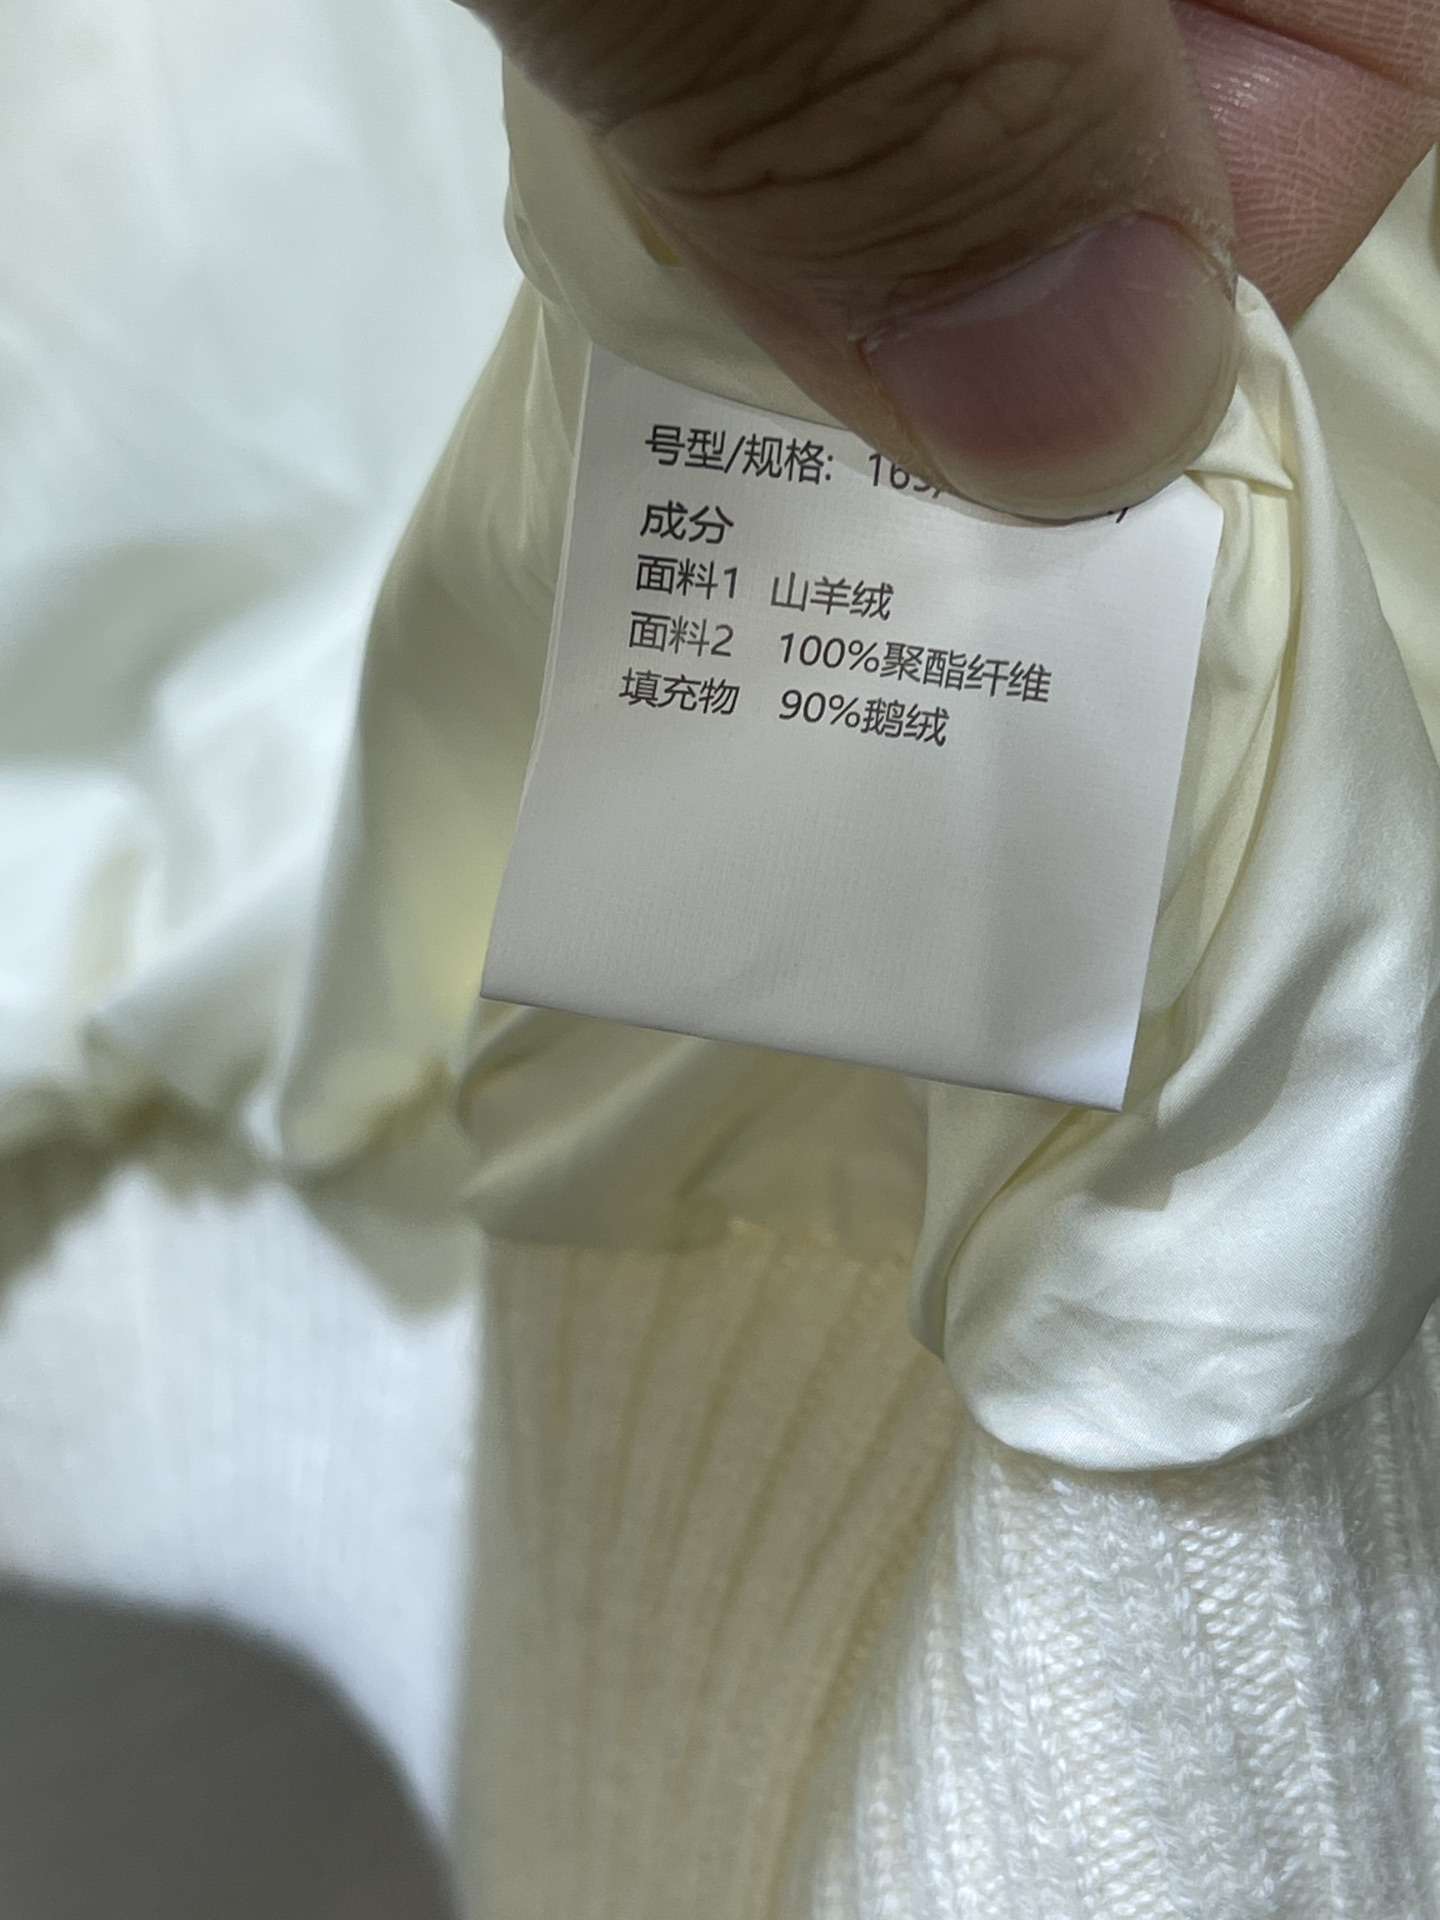 号型/规格: 165/
成分
面料1 山羊绒
面料2 100%聚酯纤维
填充物 90%鹅绒